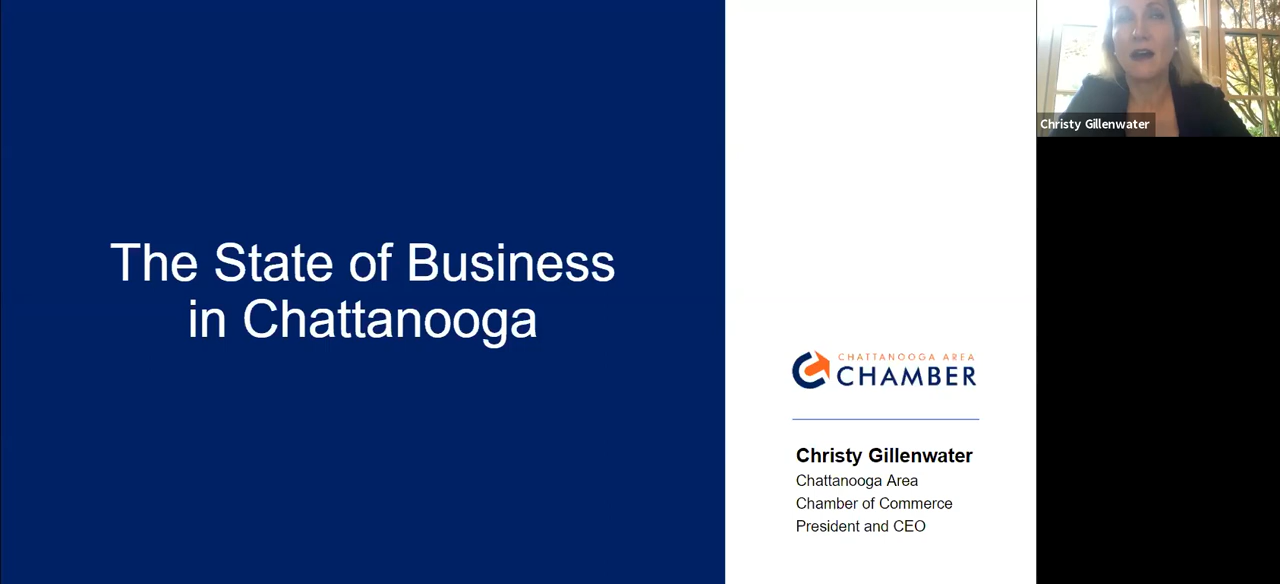 The State of Business
in Chattanooga
CHATTANOOGA AREA
CHAMBER
Christy Gillenwater
Chattanooga Area
Chamber of Commerce
President and CEO
Christy Gillenwater